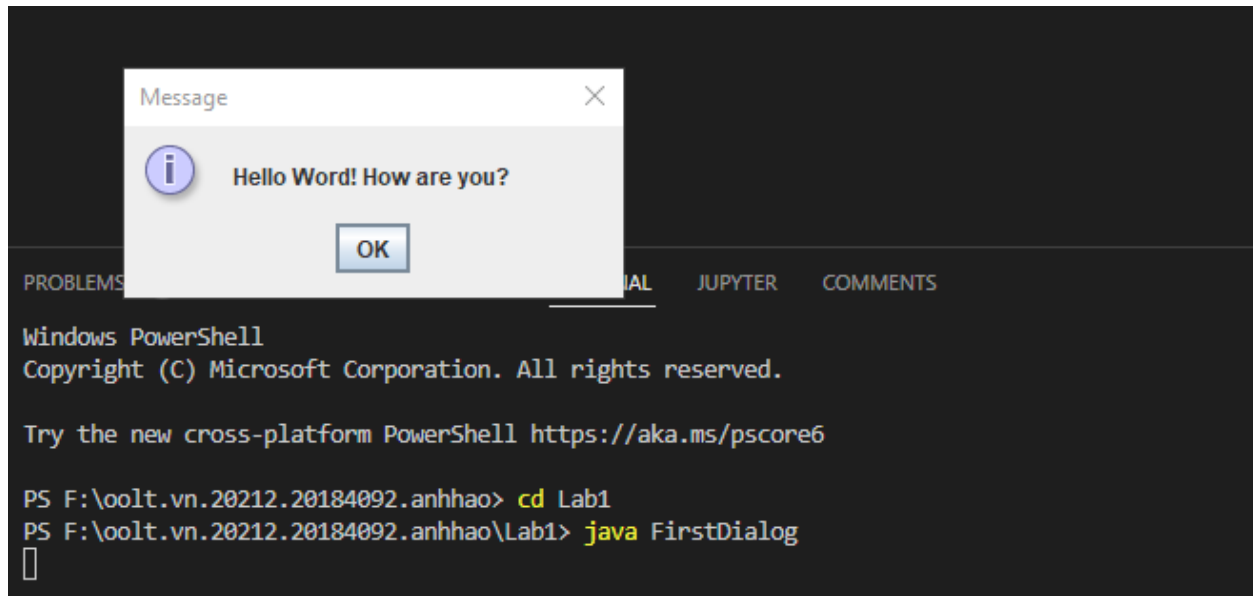 Message
i
Hello Word! How are you?
OK
PROBLEMS JUPYTER COMMENTS
Windows PowerShell
Copyright (C) Microsoft Corporation. All rights reserved.
Try the new cross-platform PowerShell https://aka.ms/pscore6
PS F:\oolt.vn.20212.20184092.anhhao> cd Lab1
PS F:\oolt.vn.20212.20184092.anhhao\Lab1> java FirstDialog